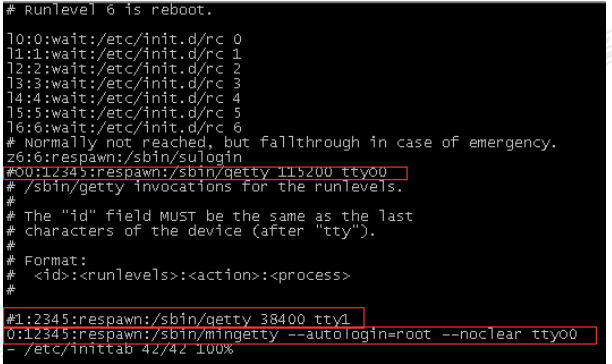 # Runlevel 6 is reboot.
l0:0:wait:/etc/init.d/rc 0
l1:1:wait:/etc/init.d/rc 1
l2:2:wait:/etc/init.d/rc 2
l3:3:wait:/etc/init.d/rc 3
l4:4:wait:/etc/init.d/rc 4
l5:5:wait:/etc/init.d/rc 5
l6:6:wait:/etc/init.d/rc 6
# Normally not reached, but fallthrough in case of emergency.
z6:6:respawn:/sbin/sulogin
#O0:12345:respawn:/sbin/getty 115200 ttyO0
# /sbin/getty invocations for the runlevels.
#
# The "id" field MUST be the same as the last
# characters of the device (after "tty").
#
# Format:
#  <id>:<runlevels>:<action>:<process>
#
#1:2345:respawn:/sbin/getty 38400 tty1
0:12345:respawn:/sbin/mingetty --autologin=root --noclear ttyO0
- /etc/inittab 42/42 100%